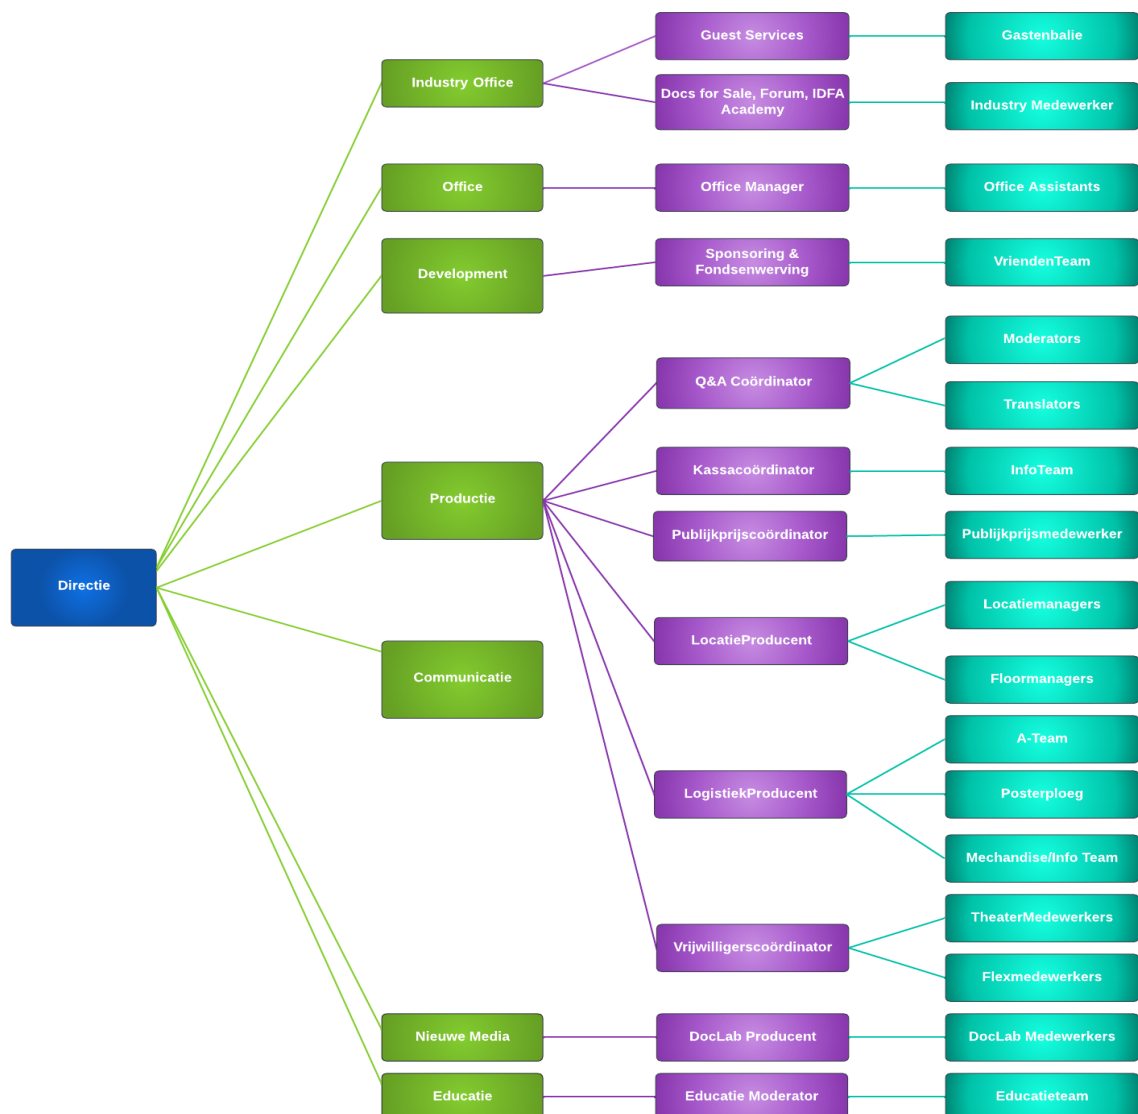 Directie
Industry Office
Office
Development
Productie
Communicatie
Nieuwe Media
Educatie
Guest Services
Docs for Sale, Forum, IDFA
Academy
Office Manager
Sponsoring &
Fondsenwerving
Q&A Coördinator
Kassacoördinator
Publijkprijscoördinator
LocatieProducent
LogistiekProducent
Vrijwilligerscoördinator
DocLab Producent
Educatie Moderator
Gastenbalie
Industry Medewerker
Office Assistants
VriendenTeam
Moderators
Translators
InfoTeam
Publijkprijsmedewerker
Locatiemanagers
Floormanagers
A-Team
Posterploeg
Mechandise/Info Team
TheaterMedewerkers
Flexmedewerkers
DocLab Medewerkers
Educatieteam